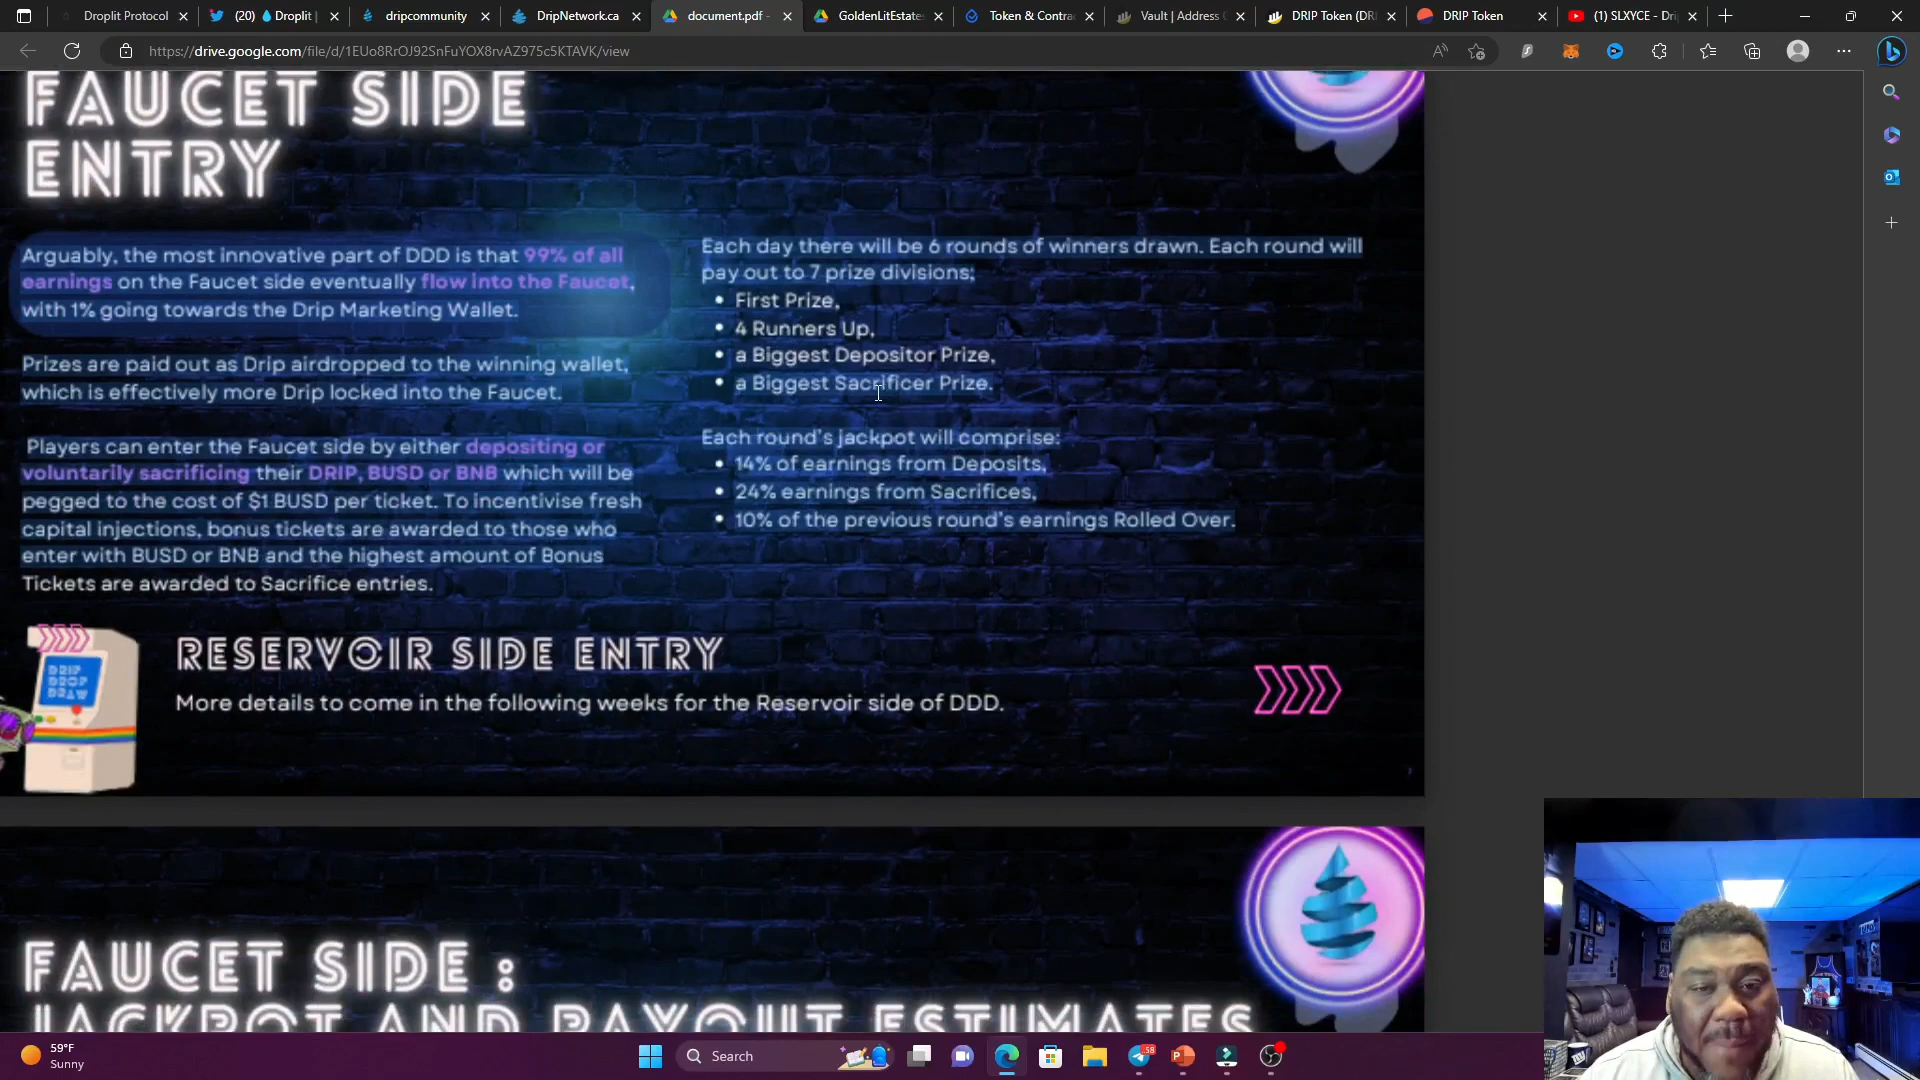 Droplit Protocol
(20) 💧Droplit |
dripcommunity
DripNetwork.ca
document.pdf -
GoldenLitEstate
Token & Contra
Vault | Address
DRIP Token (DR
DRIP Token
(1) SLXYCE - Dri
https://drive.google.com/file/d/1EUo8RrOJ92SnFuYOX8rvAZ975c5KTAVK/view
FAUCET SIDE
ENTRY
Arguably, the most innovative part of DDD is that 99% of all
earnings on the Faucet side eventually flow into the Faucet,
with 1% going towards the Drip Marketing Wallet.
Prizes are paid out as Drip airdropped to the winning wallet,
which is effectively more Drip locked into the Faucet.
Players can enter the Faucet side by either depositing or
voluntarily sacrificing their DRIP, BUSD or BNB which will be
pegged to the cost of $1 BUSD per ticket. To incentivise fresh
capital injections, bonus tickets are awarded to those who
enter with BUSD or BNB and the highest amount of Bonus
Tickets are awarded to Sacrifice entries.
Each day there will be 6 rounds of winners drawn. Each round will
pay out to 7 prize divisions;
• First Prize,
• 4 Runners Up,
• a Biggest Depositor Prize,
• a Biggest Sacrificer Prize.
Each round's jackpot will comprise:
• 14% of earnings from Deposits,
• 24% earnings from Sacrifices,
• 10% of the previous round's earnings Rolled Over.
DRIP
DROP
DRAW
RESERVOIR SIDE ENTRY
More details to come in the following weeks for the Reservoir side of DDD.
FAUCET SIDE :
JACKPOT AND PAYOUT ESTIMATES
59°F
Sunny
Search
58